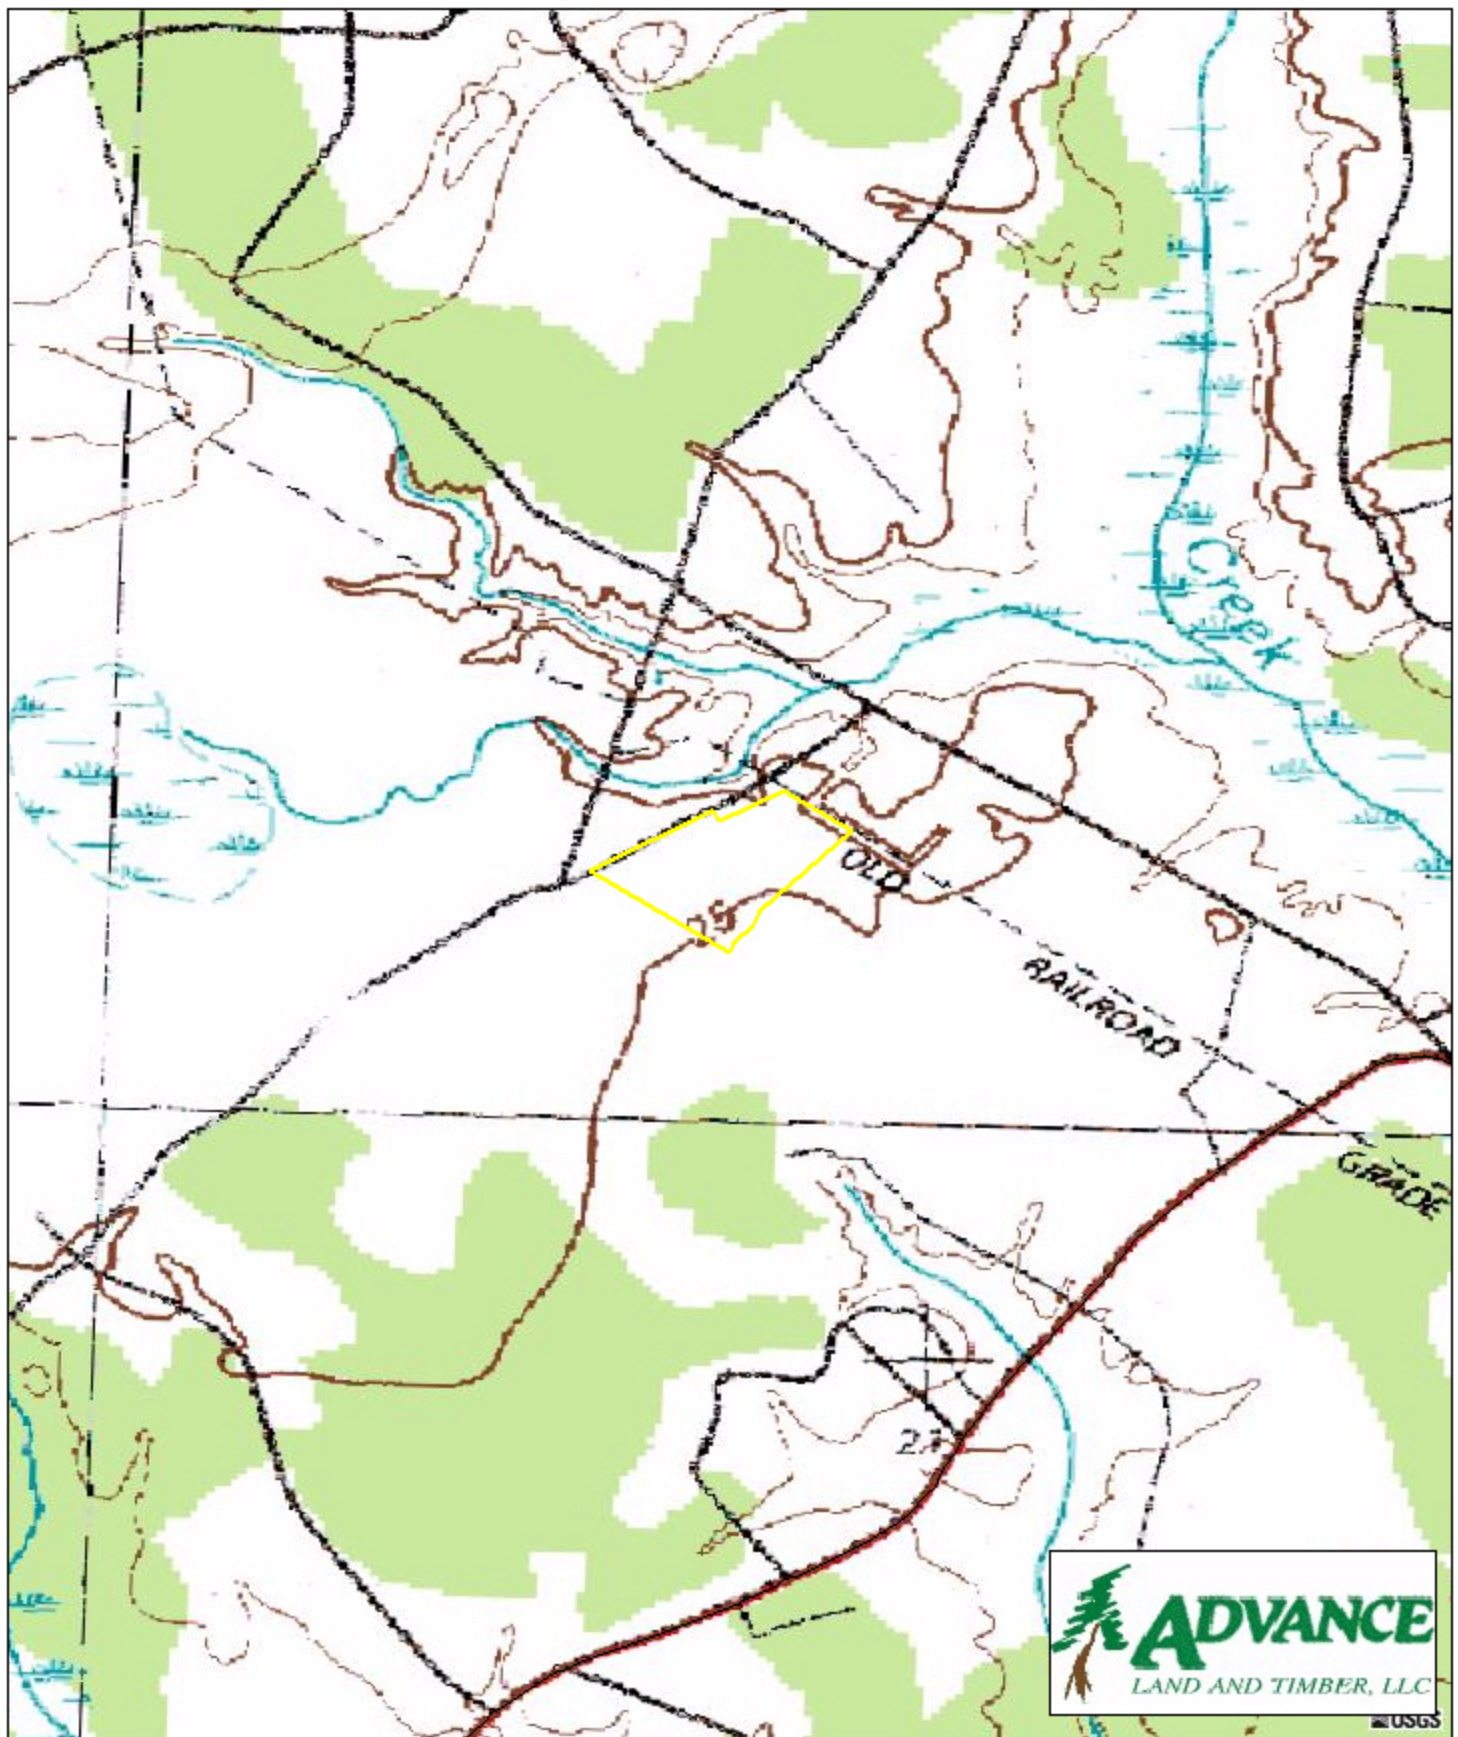 Creek
OLD
RAILROAD
GRADE
27
ADVANCE
LAND AND TIMBER, LLC
USGS